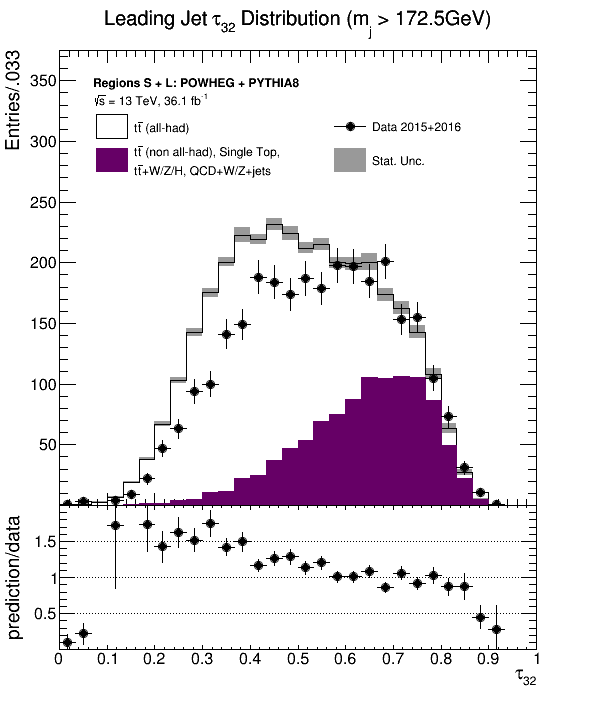 Leading Jet τ32 Distribution (mj > 172.5GeV)
Entries/.033
350
300
250
200
150
100
50
Regions S + L: POWHEG + PYTHIA8
√s = 13 TeV, 36.1 fb-1
tt̄ (all-had)
Data 2015+2016
tt̄ (non all-had), Single Top,
tt̄+W/Z/H, QCD+W/Z+jets
Stat. Unc.
prediction/data
1.5
1
0.5
0 0.1 0.2 0.3 0.4 0.5 0.6 0.7 0.8 0.9 1
τ32